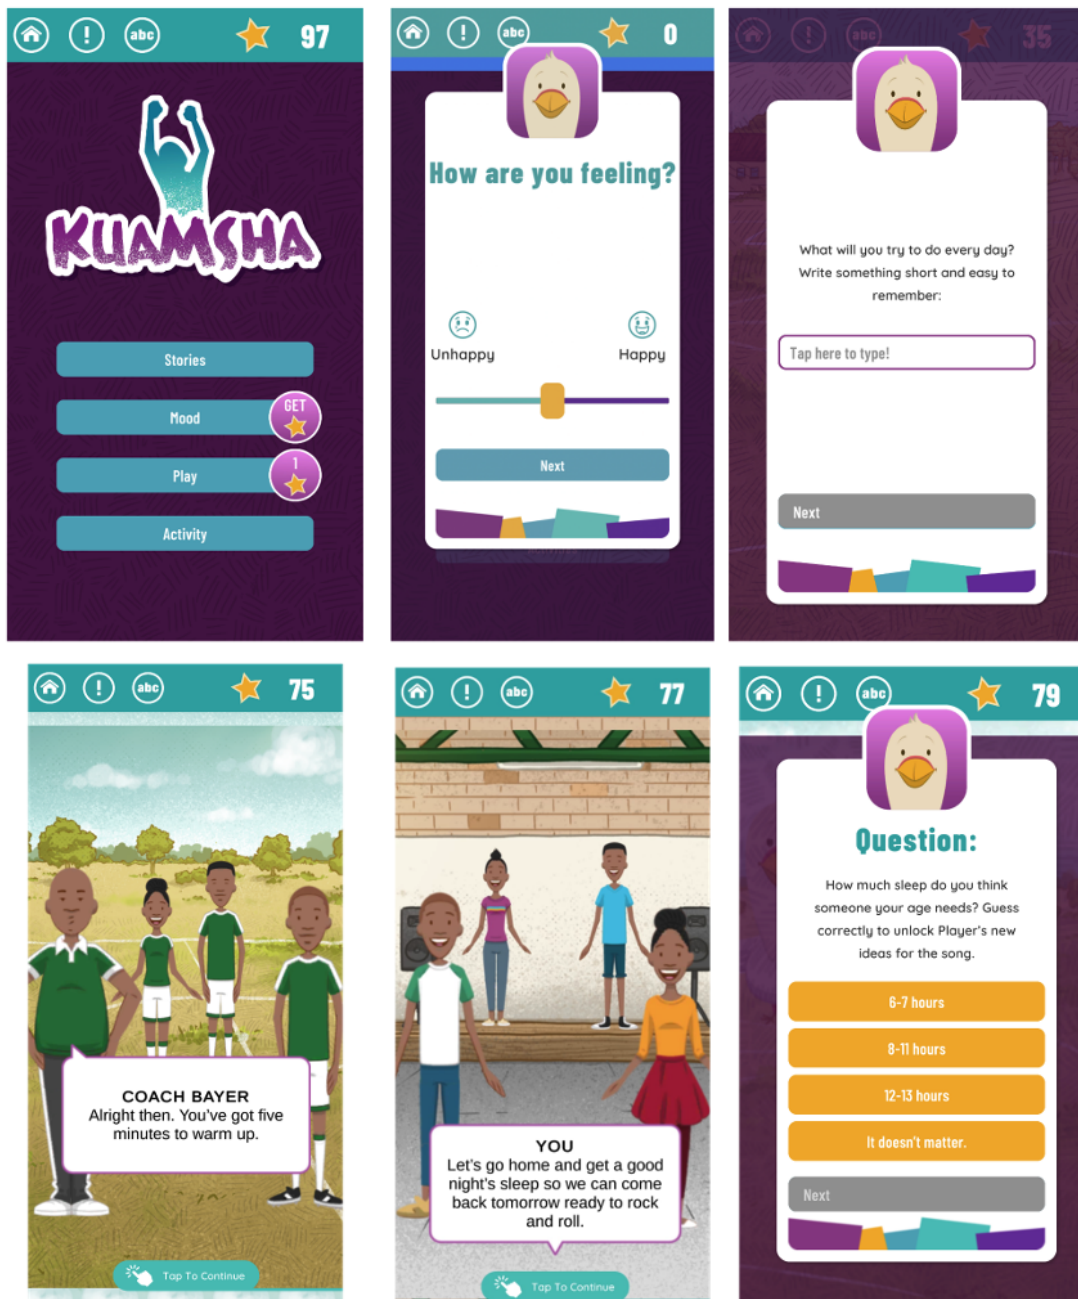 ! abc 97
KUAMSHA
Stories
Mood
GET
Play
1
Activity
! abc 0
How are you feeling?
Unhappy Happy
Next
! abc 35
What will you try to do every day?
Write something short and easy to
remember:
Tap here to type!
Next
! abc 75
COACH BAYER
Alright then. You've got five
minutes to warm up.
Tap To Continue
! abc 77
YOU
Let's go home and get a good
night's sleep so we can come
back tomorrow ready to rock
and roll.
Tap To Continue
! abc 79
Question:
How much sleep do you think
someone your age needs? Guess
correctly to unlock Player's new
ideas for the song.
6-7 hours
8-11 hours
12-13 hours
It doesn't matter.
Next